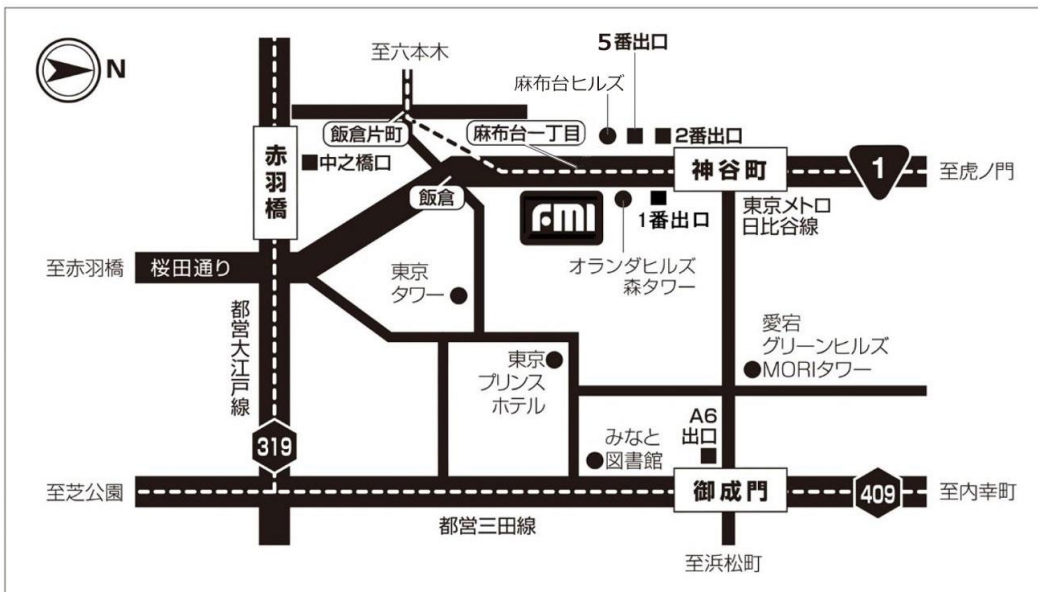 N
至六本木
5番出口
麻布台ヒルズ
飯倉片町
麻布台一丁目
2番出口
赤羽橋
中之橋口
神谷町
1
至虎ノ門
飯倉
FMI
1番出口
東京メトロ
日比谷線
至赤羽橋
桜田通り
東京
タワー
オランダヒルズ
森タワー
都営大江戸線
愛宕
グリーンヒルズ
MORIタワー
東京
プリンス
ホテル
A6
出口
319
みなと
図書館
至芝公園
御成門
409
至内幸町
都営三田線
至浜松町